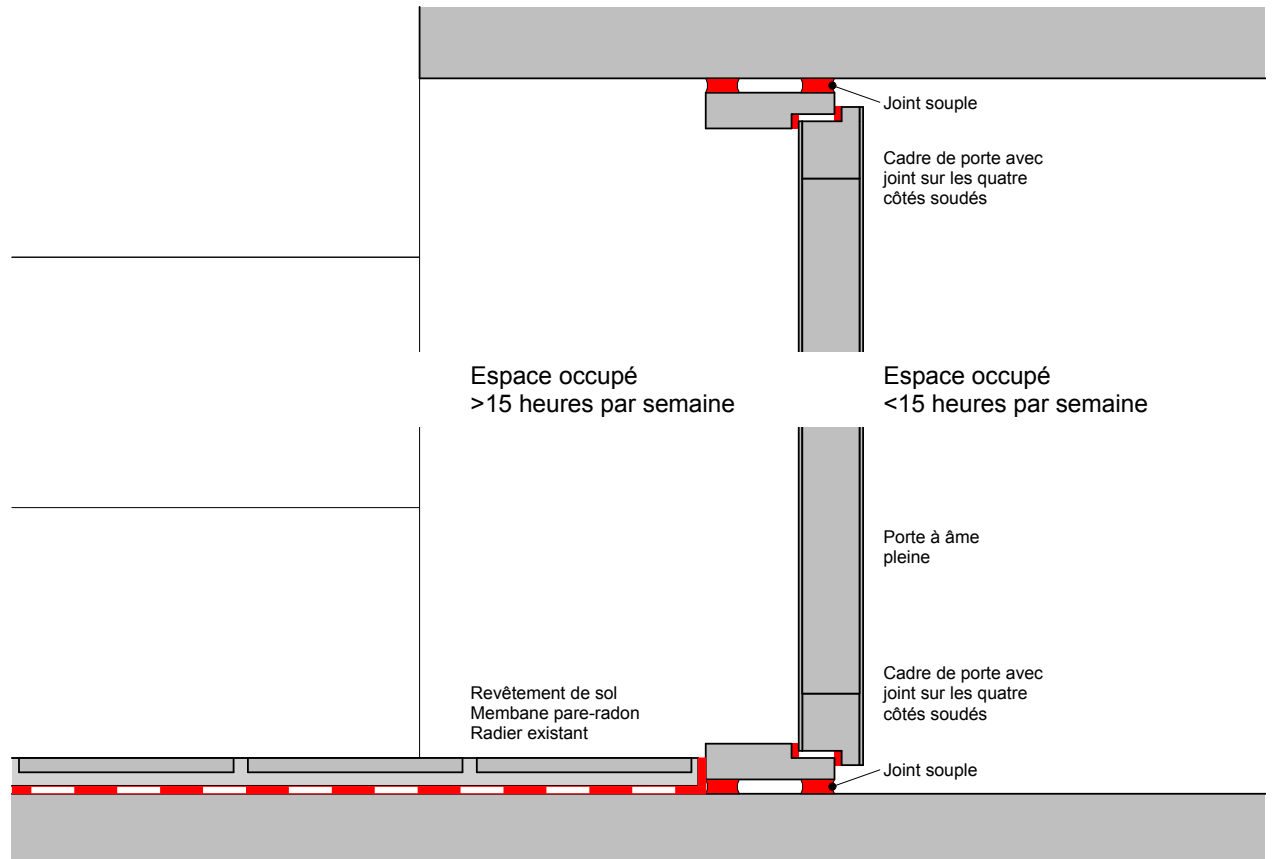 Joint souple
Cadre de porte avec
joint sur les quatre
côtés soudés
Espace occupé
>15 heures par semaine
Espace occupé
<15 heures par semaine
Porte à âme
pleine
Revêtement de sol
Membane pare-radon
Radier existant
Cadre de porte avec
joint sur les quatre
côtés soudés
Joint souple